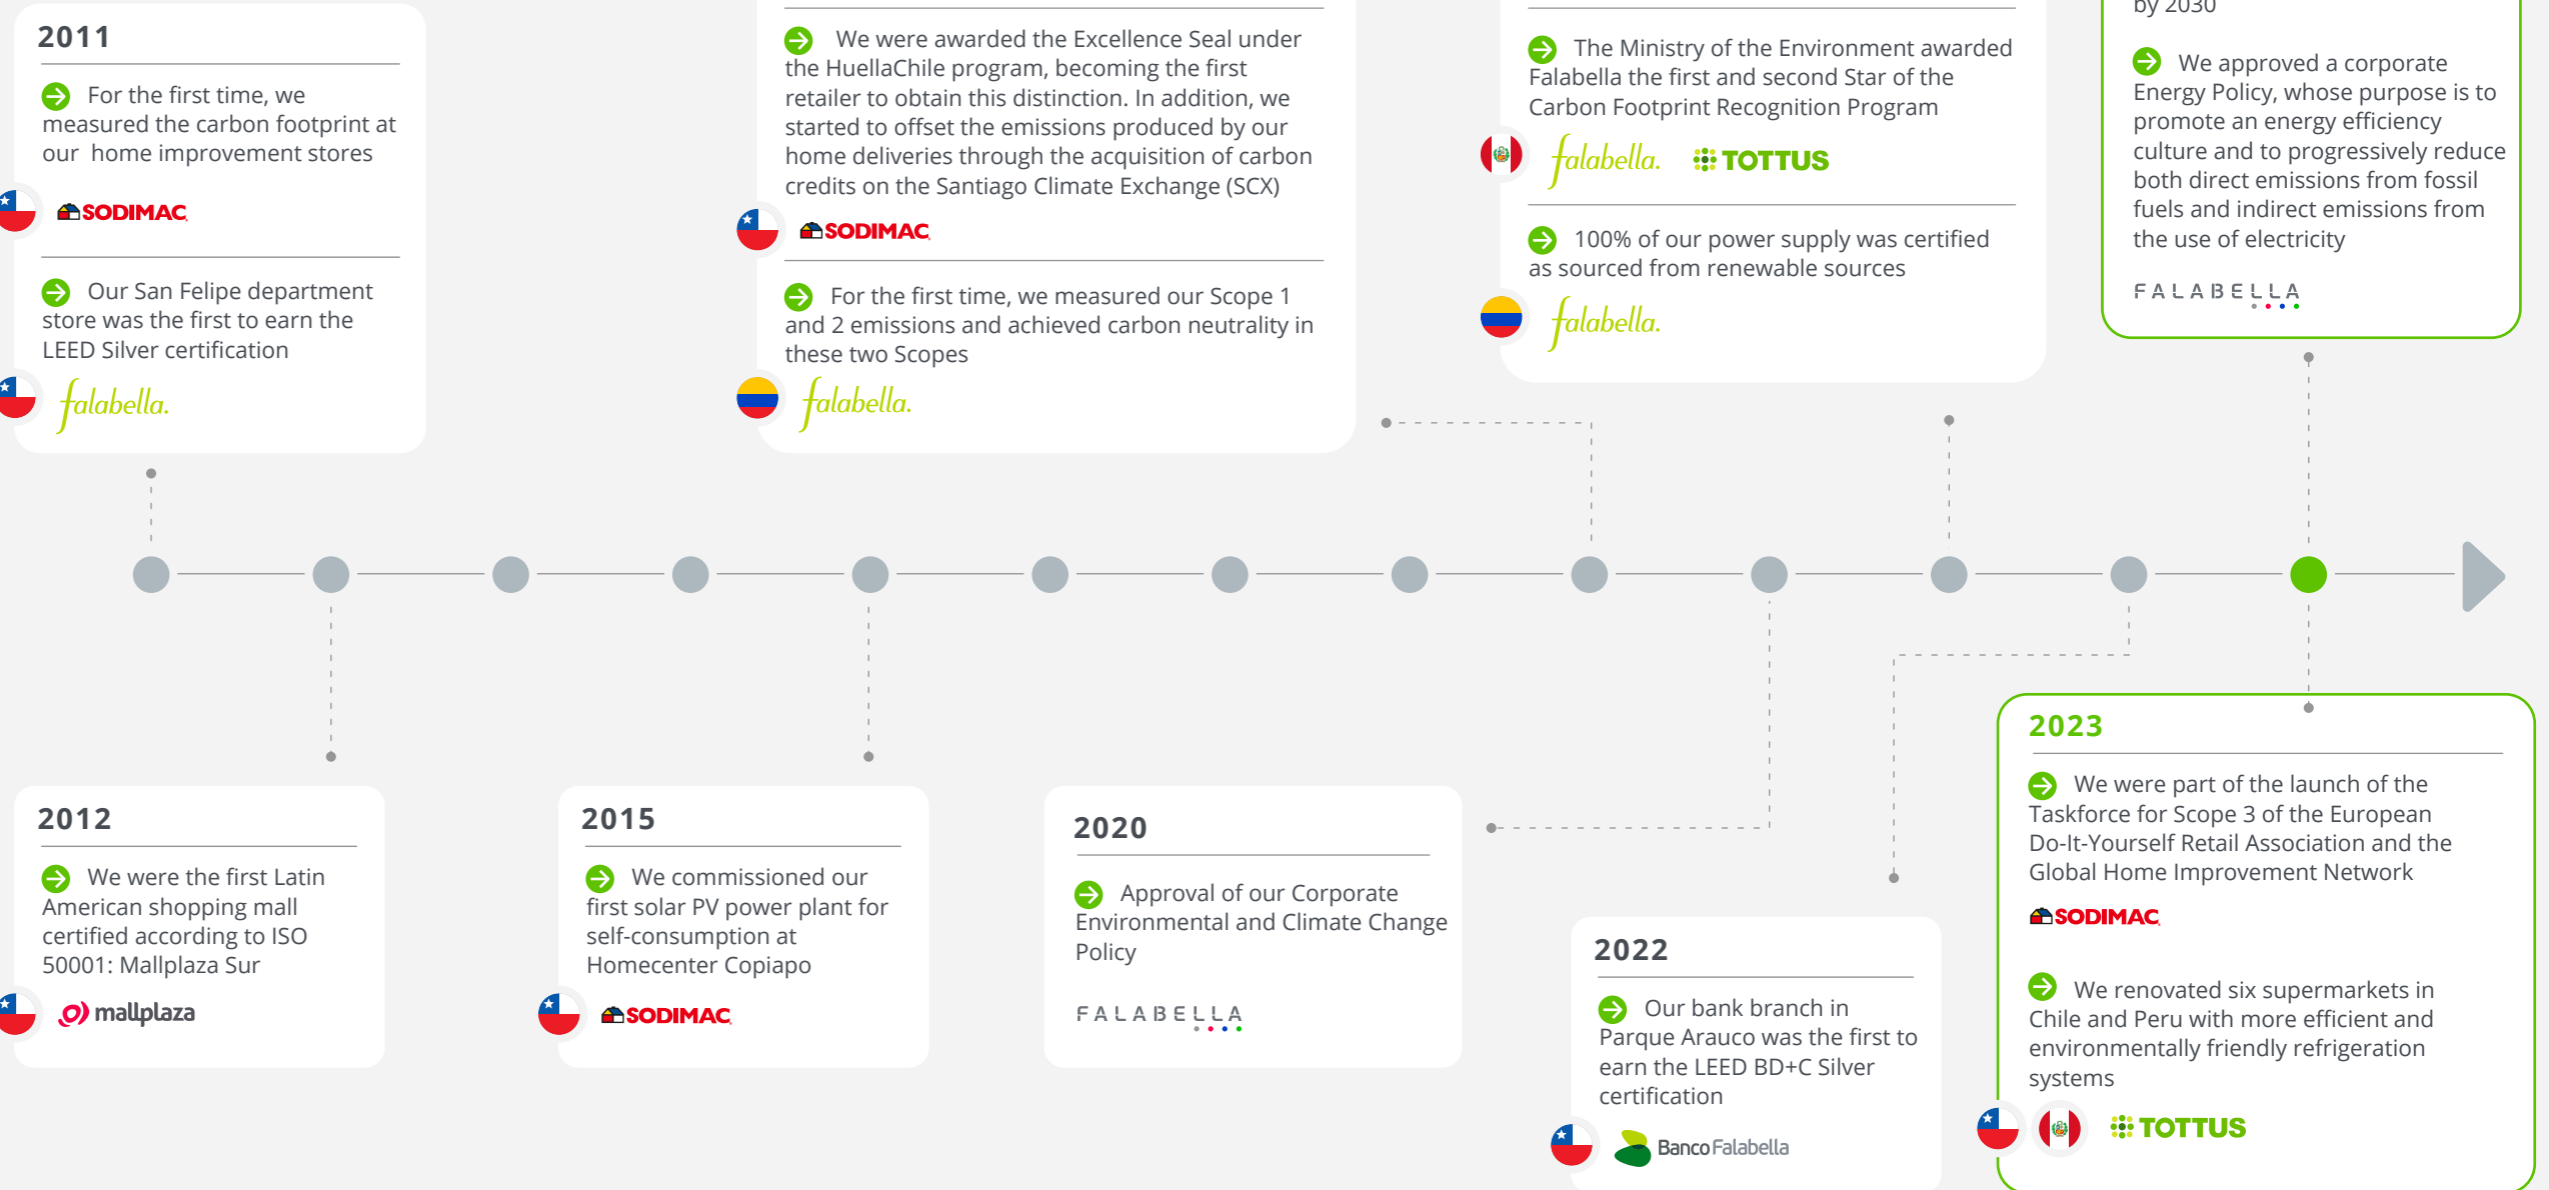 2011
For the first time, we
measured the carbon footprint at
our home improvement stores
SODIMAC
Our San Felipe department
store was the first to earn the
LEED Silver certification
falabella.
We were awarded the Excellence Seal under
the HuellaChile program, becoming the first
retailer to obtain this distinction. In addition, we
started to offset the emissions produced by our
home deliveries through the acquisition of carbon
credits on the Santiago Climate Exchange (SCX)
SODIMAC
For the first time, we measured our Scope 1
and 2 emissions and achieved carbon neutrality in
these two Scopes
falabella.
The Ministry of the Environment awarded
Falabella the first and second Star of the
Carbon Footprint Recognition Program
falabella. TOTTUS
100% of our power supply was certified
as sourced from renewable sources
falabella.
by 2030
We approved a corporate
Energy Policy, whose purpose is to
promote an energy efficiency
culture and to progressively reduce
both direct emissions from fossil
fuels and indirect emissions from
the use of electricity
FALABELLA
2012
We were the first Latin
American shopping mall
certified according to ISO
50001: Mallplaza Sur
mallplaza
2015
We commissioned our
first solar PV power plant for
self-consumption at
Homecenter Copiapo
SODIMAC
2020
Approval of our Corporate
Environmental and Climate Change
Policy
FALABELLA
2022
Our bank branch in
Parque Arauco was the first to
earn the LEED BD+C Silver
certification
Banco Falabella
2023
We were part of the launch of the
Taskforce for Scope 3 of the European
Do-It-Yourself Retail Association and the
Global Home Improvement Network
SODIMAC
We renovated six supermarkets in
Chile and Peru with more efficient and
environmentally friendly refrigeration
systems
TOTTUS